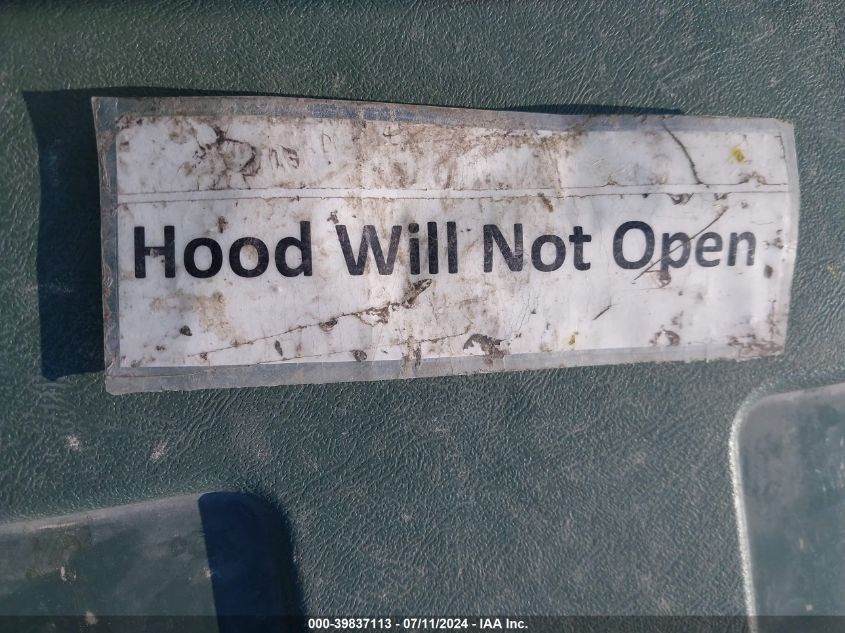 Hood Will Not Open
000-39837113 - 07/11/2024 - IAA Inc.